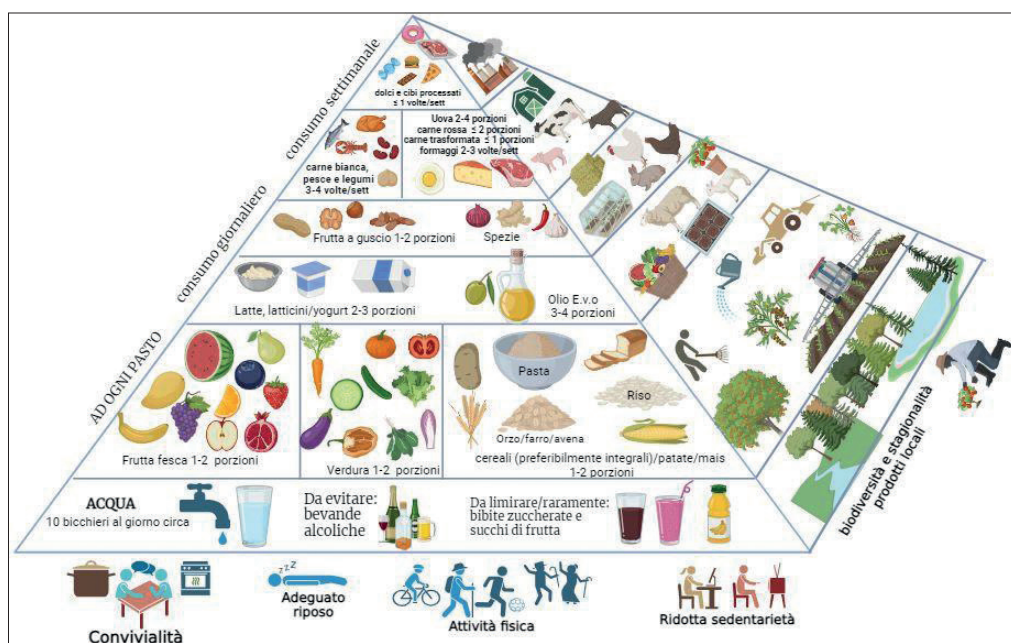 consumo settimanale
dolci e cibi processati
≤ 1 volte/sett
carne bianca,
pesce e legumi
3-4 volte/sett
Uova 2-4 porzioni
carne rossa ≤ 2 porzioni
carne trasformata ≤ 1 porzioni
formaggi 2-3 volte/sett
consumo giornaliero
Frutta a guscio 1-2 porzioni
Spezie
Latte, latticini/yogurt 2-3 porzioni
Olio E.v.o
3-4 porzioni
AD OGNI PASTO
Frutta fesca 1-2 porzioni
Verdura 1-2 porzioni
Pasta
Riso
Orzo/farro/avena
cereali (preferibilmente integrali)/patate/mais
1-2 porzioni
ACQUA
10 bicchieri al giorno circa
Da evitare:
bevande
alcoliche
Da limirare/raramente:
bibite zuccherate e
succhi di frutta
biodiversità e stagionalità
prodotti locali
Convivialità
zzZ
Adeguato
riposo
Attività fisica
Ridotta sedentarietà